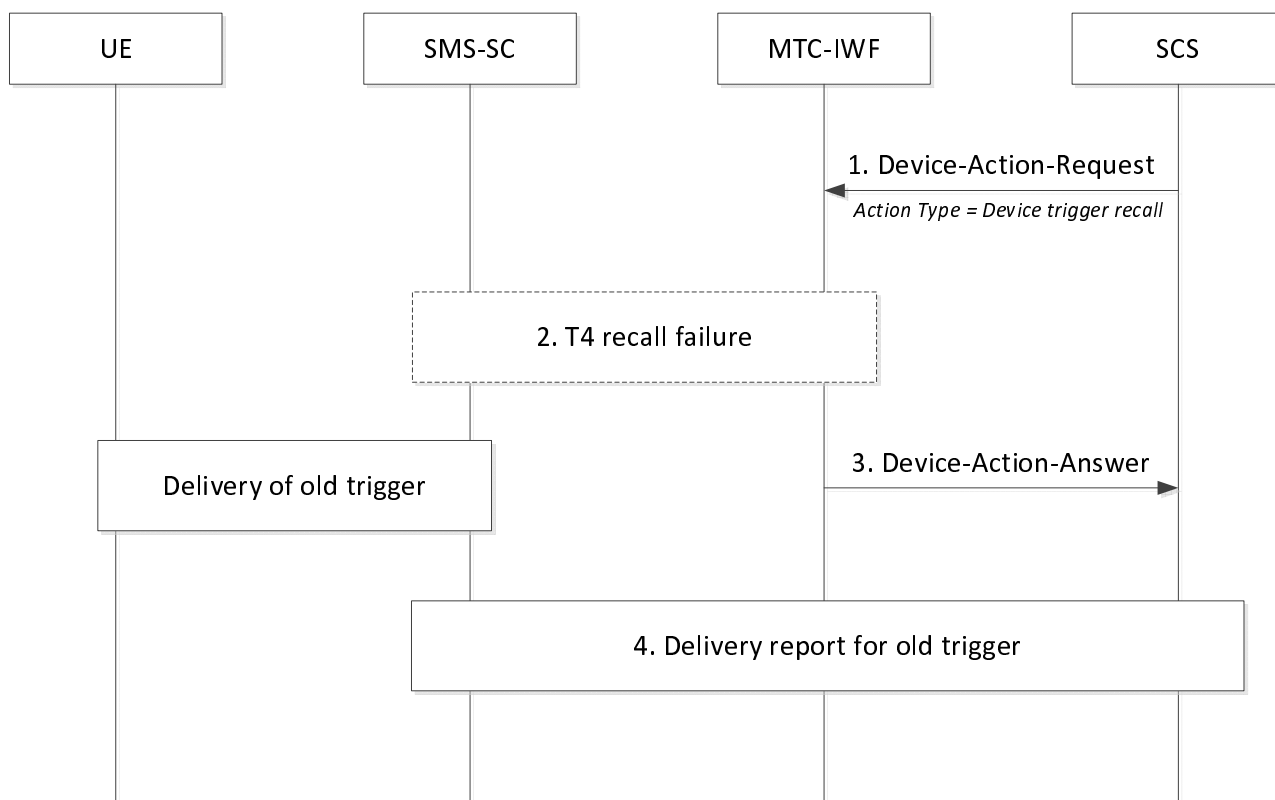 UE
SMS-SC
MTC-IWF
SCS
1. Device-Action-Request
Action Type = Device trigger recall
2. T4 recall failure
3. Device-Action-Answer
Delivery of old trigger
4. Delivery report for old trigger